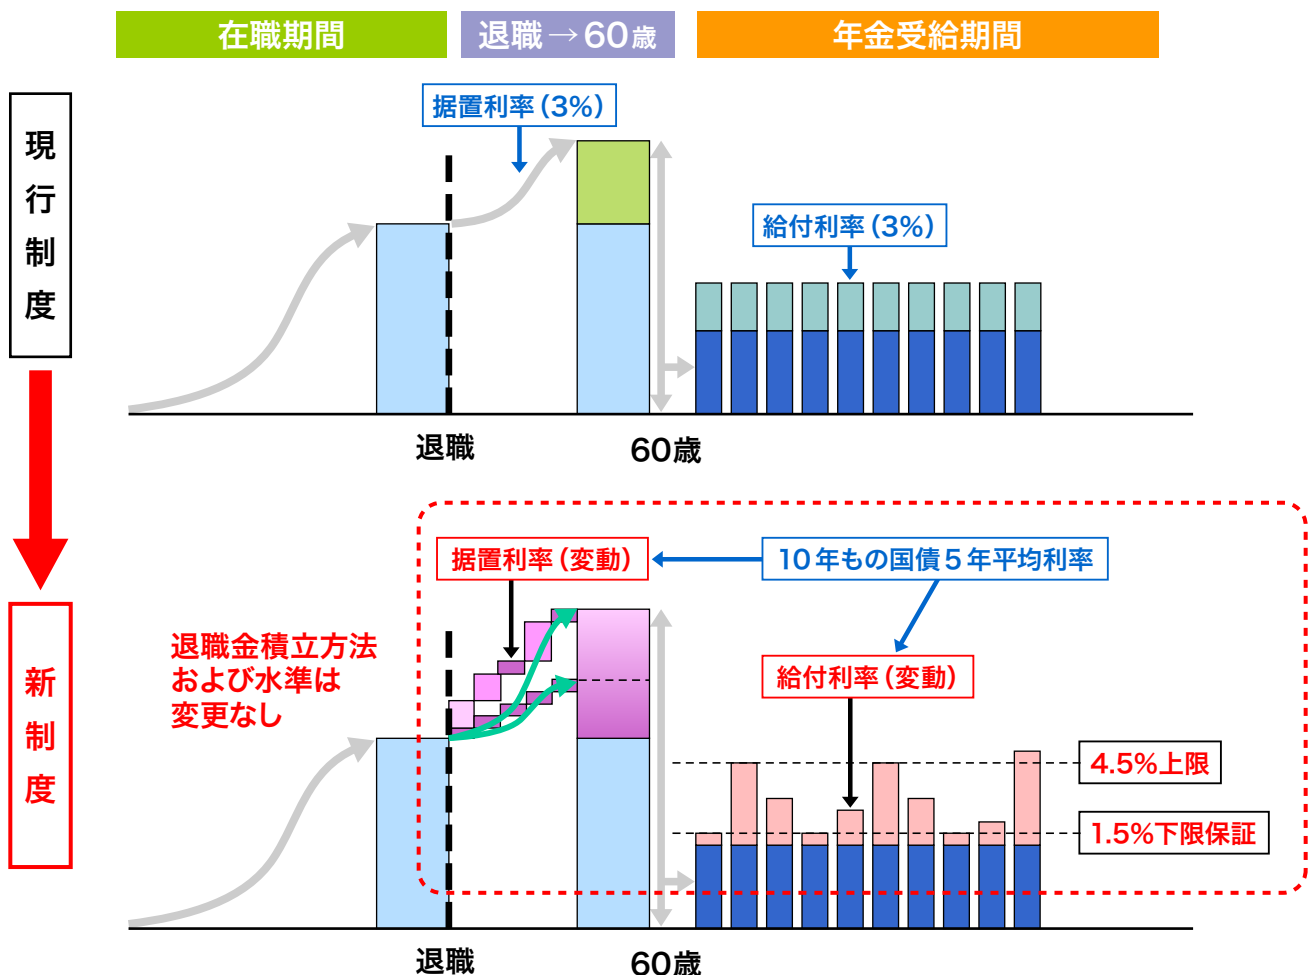 在職期間
退職→60歳
年金受給期間
現行制度
据置利率(3%)
給付利率(3%)
退職
60歳
新制度
退職金積立方法
および水準は
変更なし
据置利率(変動)
10年もの国債5年平均利率
給付利率(変動)
4.5%上限
1.5%下限保証
退職
60歳